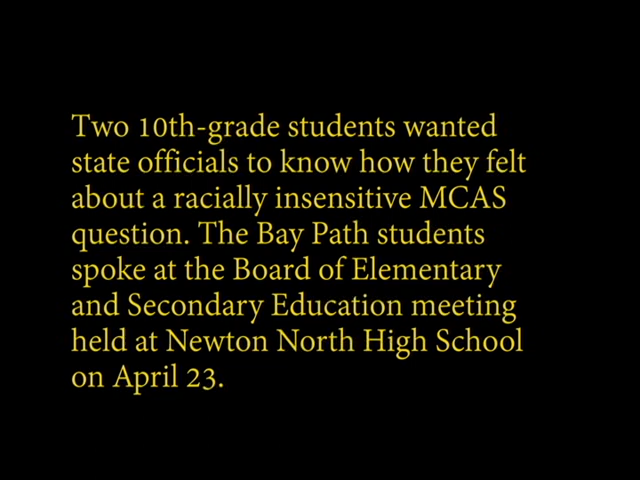 Two 10th-grade students wanted
state officials to know how they felt
about a racially insensitive MCAS
question. The Bay Path students
spoke at the Board of Elementary
and Secondary Education meeting
held at Newton North High School
on April 23.